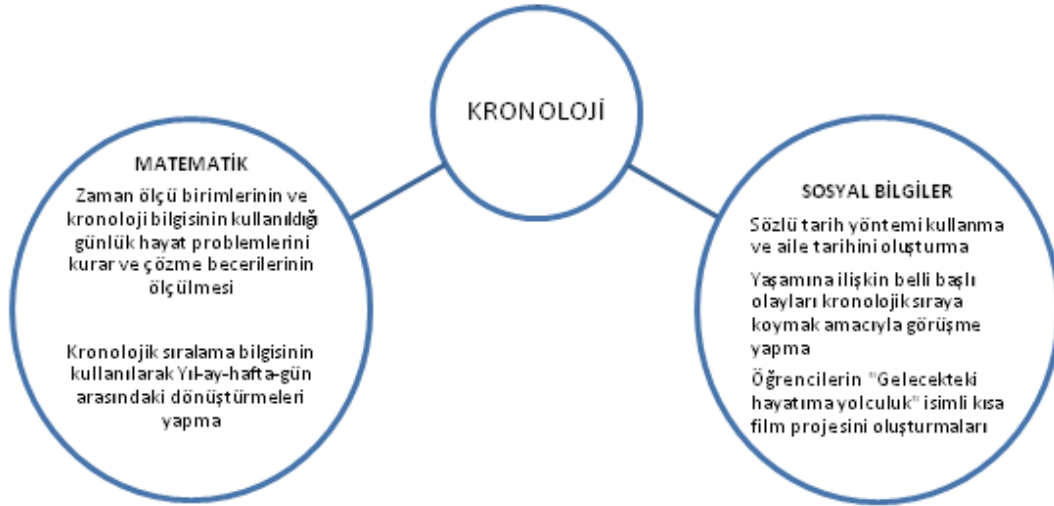 KRONOLOJİ
MATEMATİK
Zaman ölçü birimlerinin ve
kronoloji bilgisinin kullanıldığı
günlük hayat problemlerini
kurar ve çözme becerilerinin
ölçülmesi
Kronolojik sıralama bilgisinin
kullanılarak Yıl-ay-hafta-gün
arasındaki dönüştürmeleri
yapma
SOSYAL BİLGİLER
Sözlü tarih yöntemi kullanma
ve aile tarihini oluşturma
Yaşamına ilişkin belli başlı
olayları kronolojik sıraya
koymak amacıyla görüşme
yapma
Öğrencilerin "Gelecekteki
hayatıma yolculuk" isimli kısa
film projesini oluşturmaları